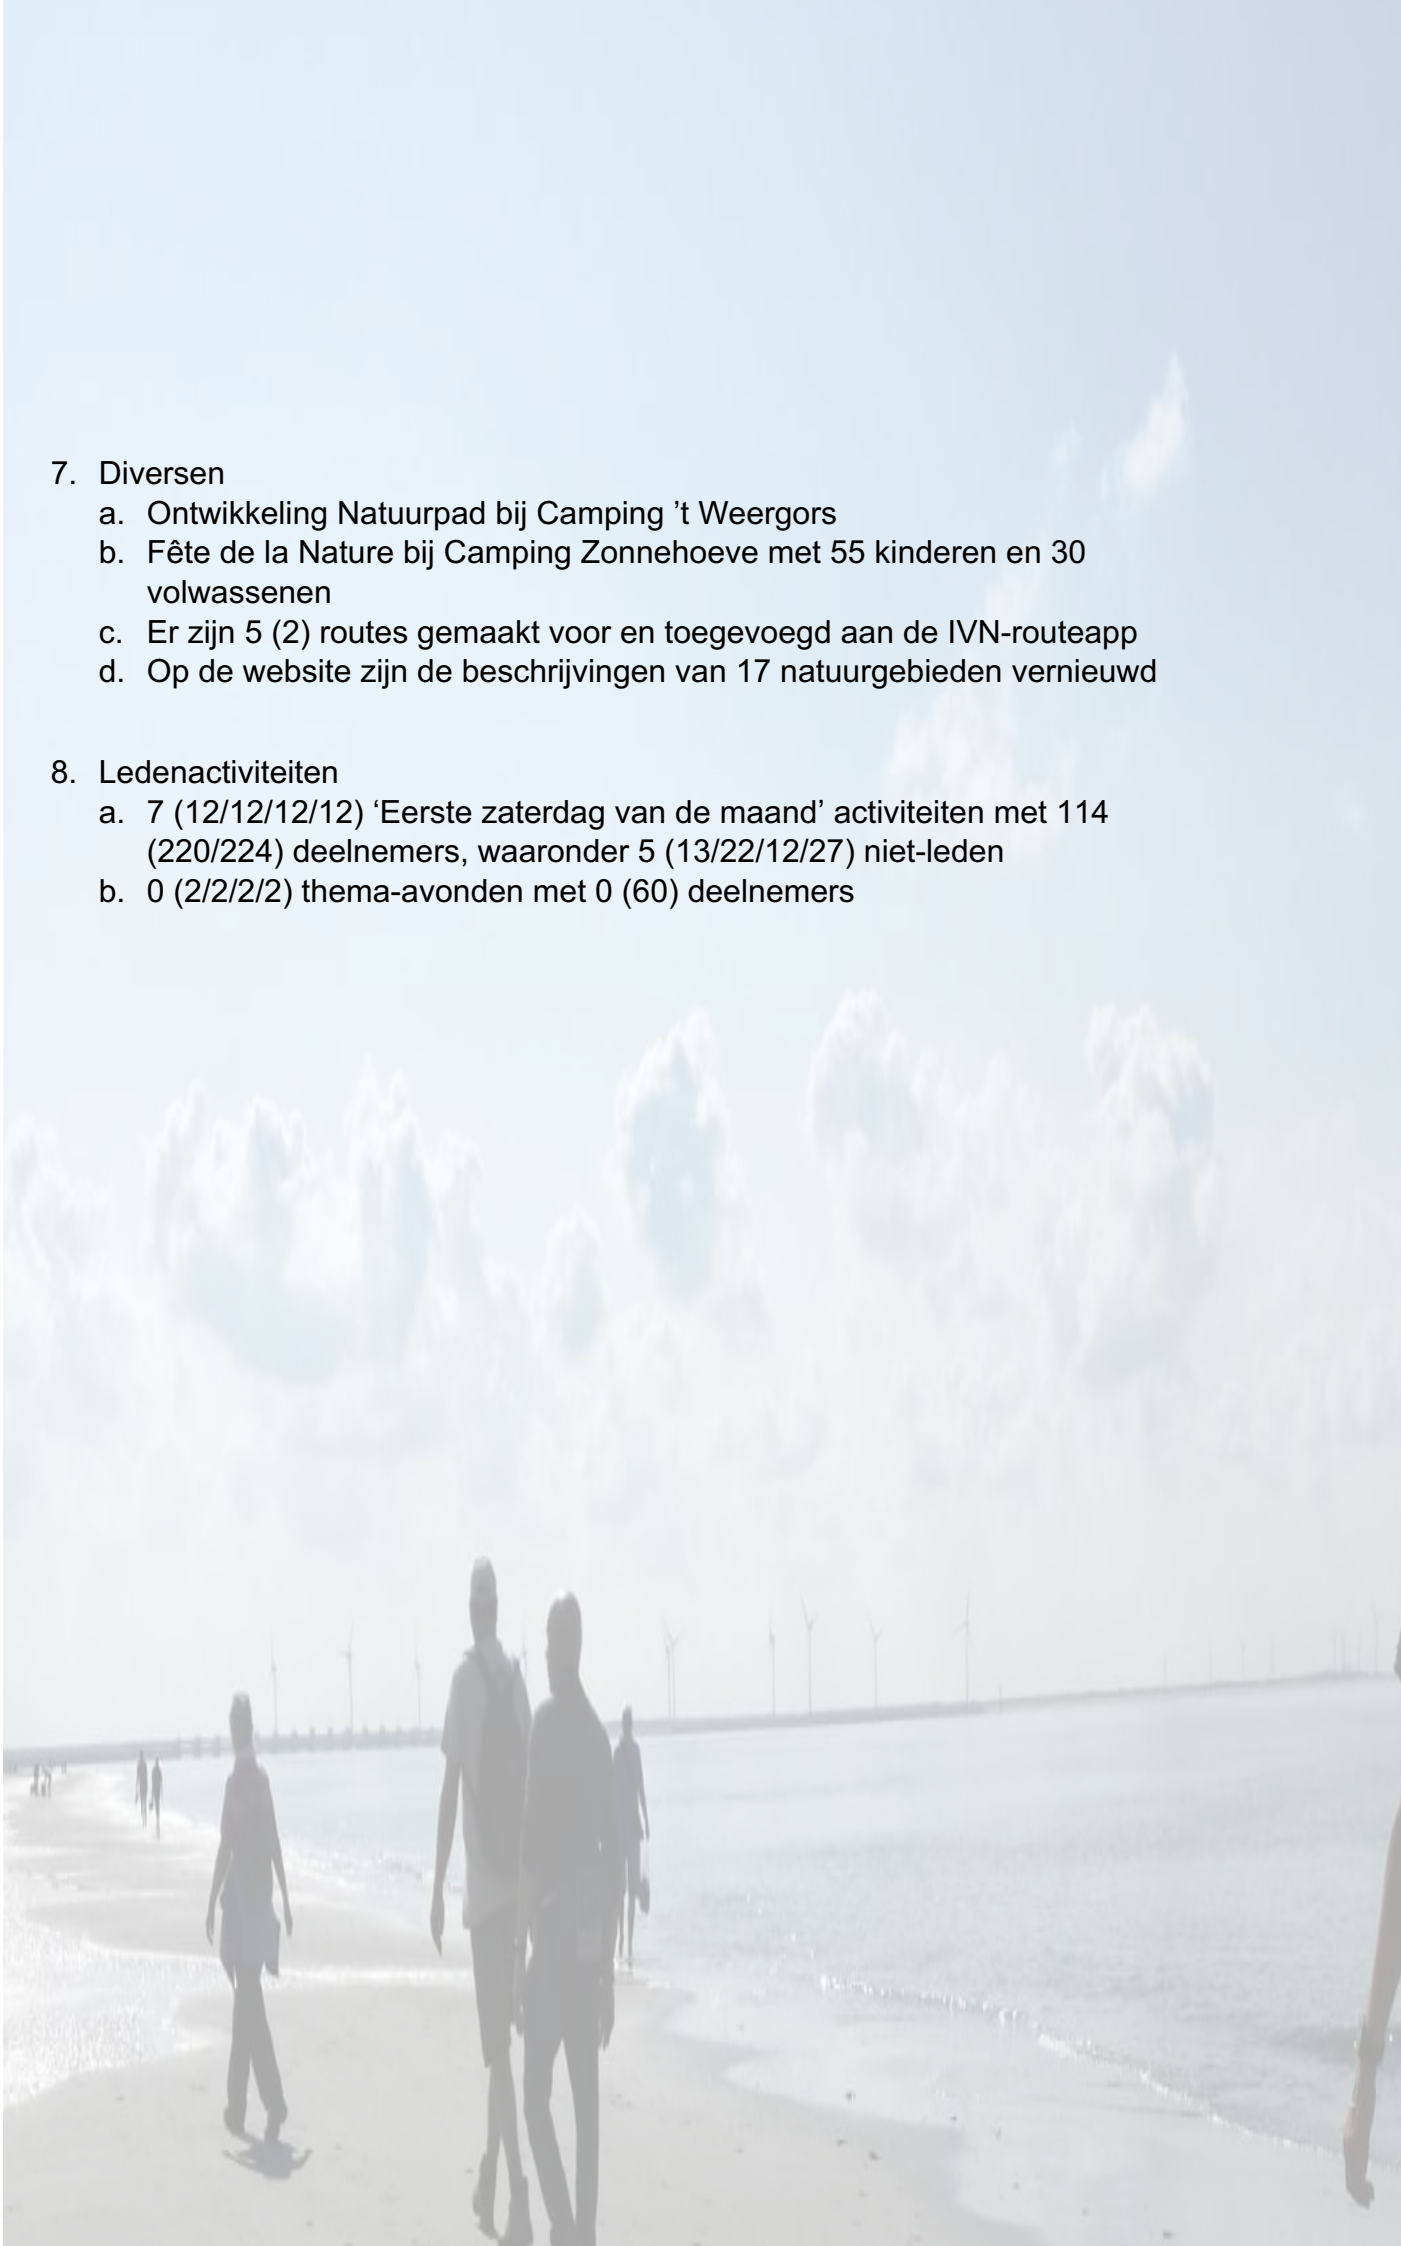 7. Diversen
a. Ontwikkeling Natuurpad bij Camping ’t Weergors
b. Fête de la Nature bij Camping Zonnehoeve met 55 kinderen en 30
volwassenen
c. Er zijn 5 (2) routes gemaakt voor en toegevoegd aan de IVN-routeapp
d. Op de website zijn de beschrijvingen van 17 natuurgebieden vernieuwd
8. Ledenactiviteiten
a. 7 (12/12/12/12) ‘Eerste zaterdag van de maand’ activiteiten met 114
(220/224) deelnemers, waaronder 5 (13/22/12/27) niet-leden
b. 0 (2/2/2/2) thema-avonden met 0 (60) deelnemers